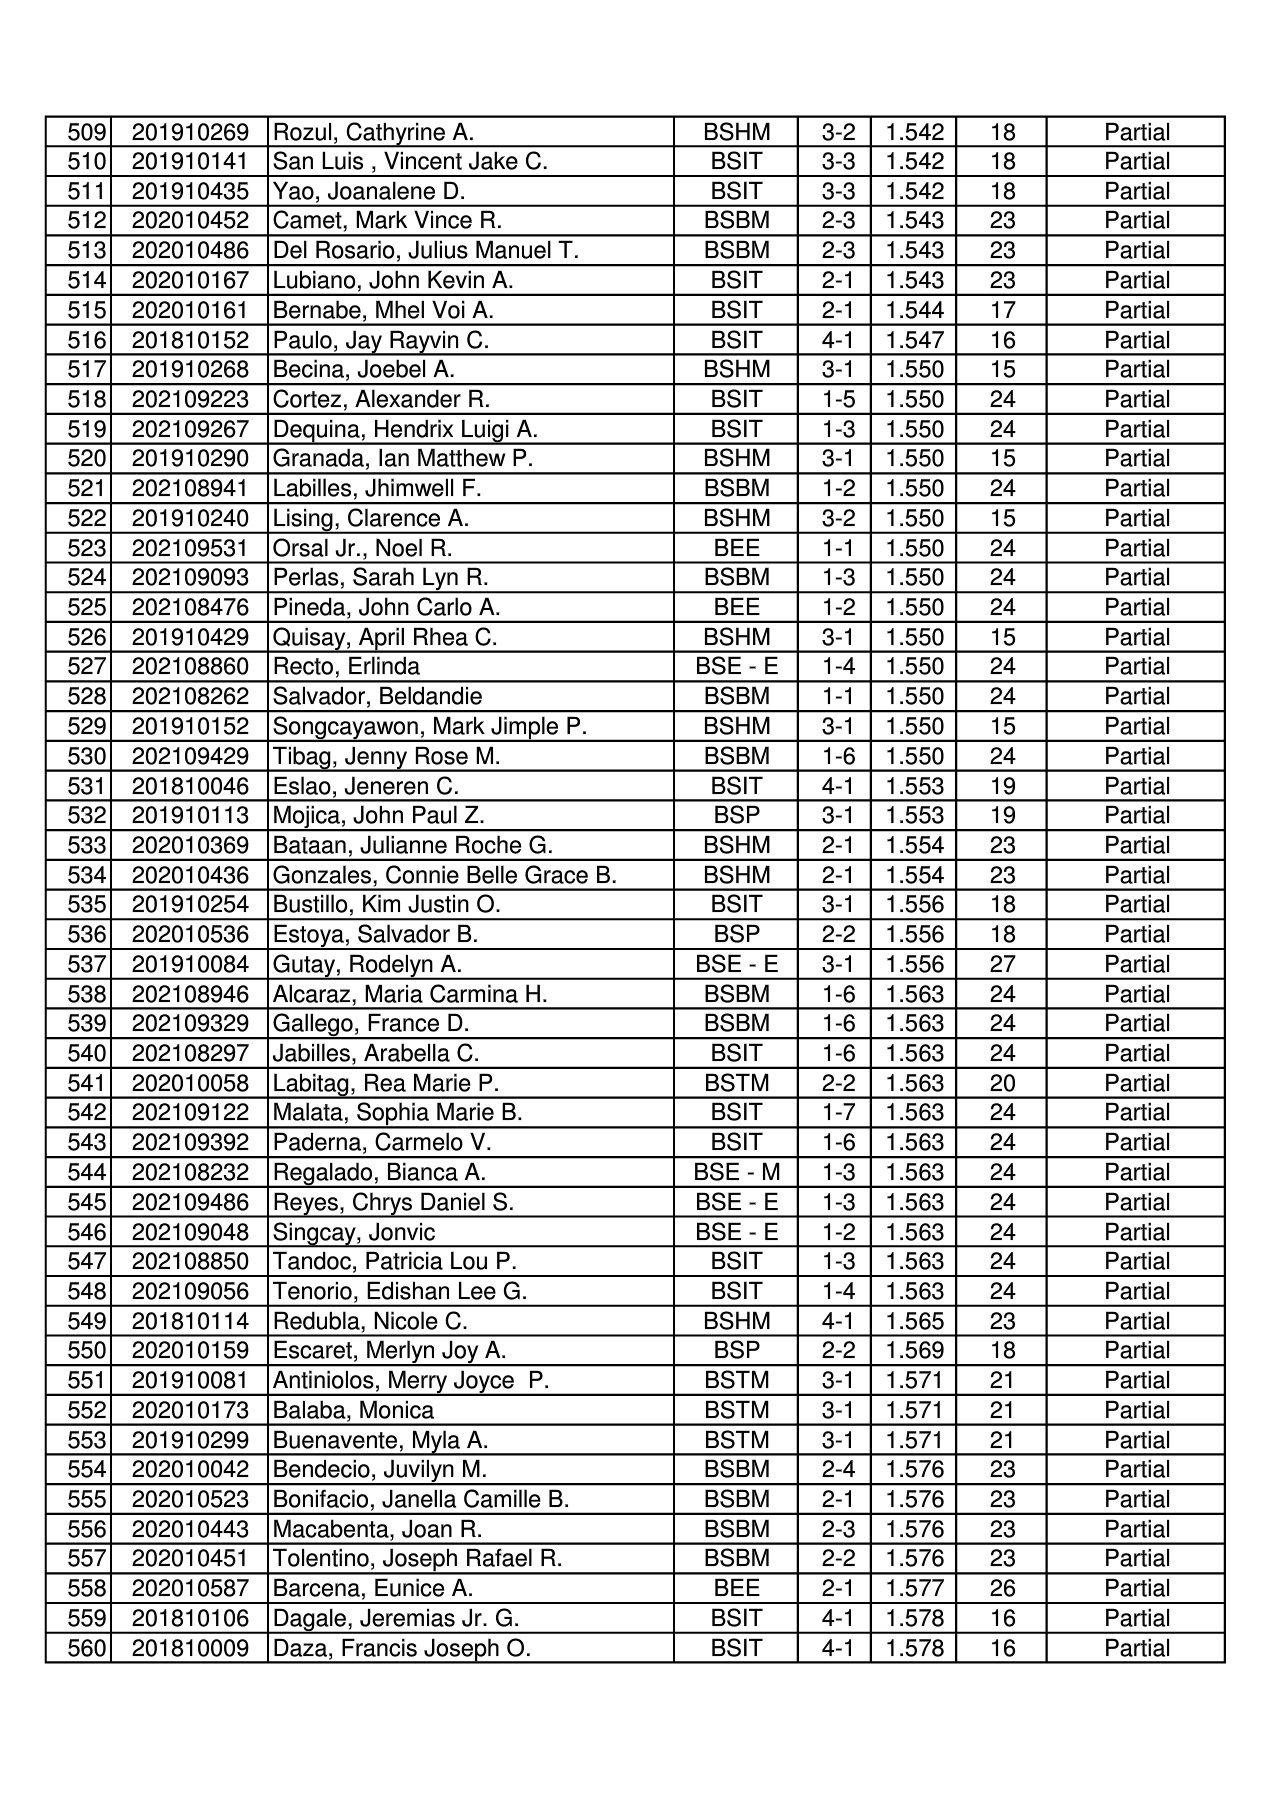 509 201910269 Rozul, Cathyrine A. BSHM 3-2 1.542 18 Partial
510 201910141 San Luis , Vincent Jake C. BSIT 3-3 1.542 18 Partial
511 201910435 Yao, Joanalene D. BSIT 3-3 1.542 18 Partial
512 202010452 Camet, Mark Vince R. BSBM 2-3 1.543 23 Partial
513 202010486 Del Rosario, Julius Manuel T. BSBM 2-3 1.543 23 Partial
514 202010167 Lubiano, John Kevin A. BSIT 2-1 1.543 23 Partial
515 202010161 Bernabe, Mhel Voi A. BSIT 2-1 1.544 17 Partial
516 201810152 Paulo, Jay Rayvin C. BSIT 4-1 1.547 16 Partial
517 201910268 Becina, Joebel A. BSHM 3-1 1.550 15 Partial
518 202109223 Cortez, Alexander R. BSIT 1-5 1.550 24 Partial
519 202109267 Dequina, Hendrix Luigi A. BSIT 1-3 1.550 24 Partial
520 201910290 Granada, Ian Matthew P. BSHM 3-1 1.550 15 Partial
521 202108941 Labilles, Jhimwell F. BSBM 1-2 1.550 24 Partial
522 201910240 Lising, Clarence A. BSHM 3-2 1.550 15 Partial
523 202109531 Orsal Jr., Noel R. BEE 1-1 1.550 24 Partial
524 202109093 Perlas, Sarah Lyn R. BSBM 1-3 1.550 24 Partial
525 202108476 Pineda, John Carlo A. BEE 1-2 1.550 24 Partial
526 201910429 Quisay, April Rhea C. BSHM 3-1 1.550 15 Partial
527 202108860 Recto, Erlinda BSE - E 1-4 1.550 24 Partial
528 202108262 Salvador, Beldandie BSBM 1-1 1.550 24 Partial
529 201910152 Songcayawon, Mark Jimple P. BSHM 3-1 1.550 15 Partial
530 202109429 Tibag, Jenny Rose M. BSBM 1-6 1.550 24 Partial
531 201810046 Eslao, Jeneren C. BSIT 4-1 1.553 19 Partial
532 201910113 Mojica, John Paul Z. BSP 3-1 1.553 19 Partial
533 202010369 Bataan, Julianne Roche G. BSHM 2-1 1.554 23 Partial
534 202010436 Gonzales, Connie Belle Grace B. BSHM 2-1 1.554 23 Partial
535 201910254 Bustillo, Kim Justin O. BSIT 3-1 1.556 18 Partial
536 202010536 Estoya, Salvador B. BSP 2-2 1.556 18 Partial
537 201910084 Gutay, Rodelyn A. BSE - E 3-1 1.556 27 Partial
538 202108946 Alcaraz, Maria Carmina H. BSBM 1-6 1.563 24 Partial
539 202109329 Gallego, France D. BSBM 1-6 1.563 24 Partial
540 202108297 Jabilles, Arabella C. BSIT 1-6 1.563 24 Partial
541 202010058 Labitag, Rea Marie P. BSTM 2-2 1.563 20 Partial
542 202109122 Malata, Sophia Marie B. BSIT 1-7 1.563 24 Partial
543 202109392 Paderna, Carmelo V. BSIT 1-6 1.563 24 Partial
544 202108232 Regalado, Bianca A. BSE - M 1-3 1.563 24 Partial
545 202109486 Reyes, Chrys Daniel S. BSE - E 1-3 1.563 24 Partial
546 202109048 Singcay, Jonvic BSE - E 1-2 1.563 24 Partial
547 202108850 Tandoc, Patricia Lou P. BSIT 1-3 1.563 24 Partial
548 202109056 Tenorio, Edishan Lee G. BSIT 1-4 1.563 24 Partial
549 201810114 Redubla, Nicole C. BSHM 4-1 1.565 23 Partial
550 202010159 Escaret, Merlyn Joy A. BSP 2-2 1.569 18 Partial
551 201910081 Antiniolos, Merry Joyce  P. BSTM 3-1 1.571 21 Partial
552 202010173 Balaba, Monica BSTM 3-1 1.571 21 Partial
553 201910299 Buenavente, Myla A. BSTM 3-1 1.571 21 Partial
554 202010042 Bendecio, Juvilyn M. BSBM 2-4 1.576 23 Partial
555 202010523 Bonifacio, Janella Camille B. BSBM 2-1 1.576 23 Partial
556 202010443 Macabenta, Joan R. BSBM 2-3 1.576 23 Partial
557 202010451 Tolentino, Joseph Rafael R. BSBM 2-2 1.576 23 Partial
558 202010587 Barcena, Eunice A. BEE 2-1 1.577 26 Partial
559 201810106 Dagale, Jeremias Jr. G. BSIT 4-1 1.578 16 Partial
560 201810009 Daza, Francis Joseph O. BSIT 4-1 1.578 16 Partial